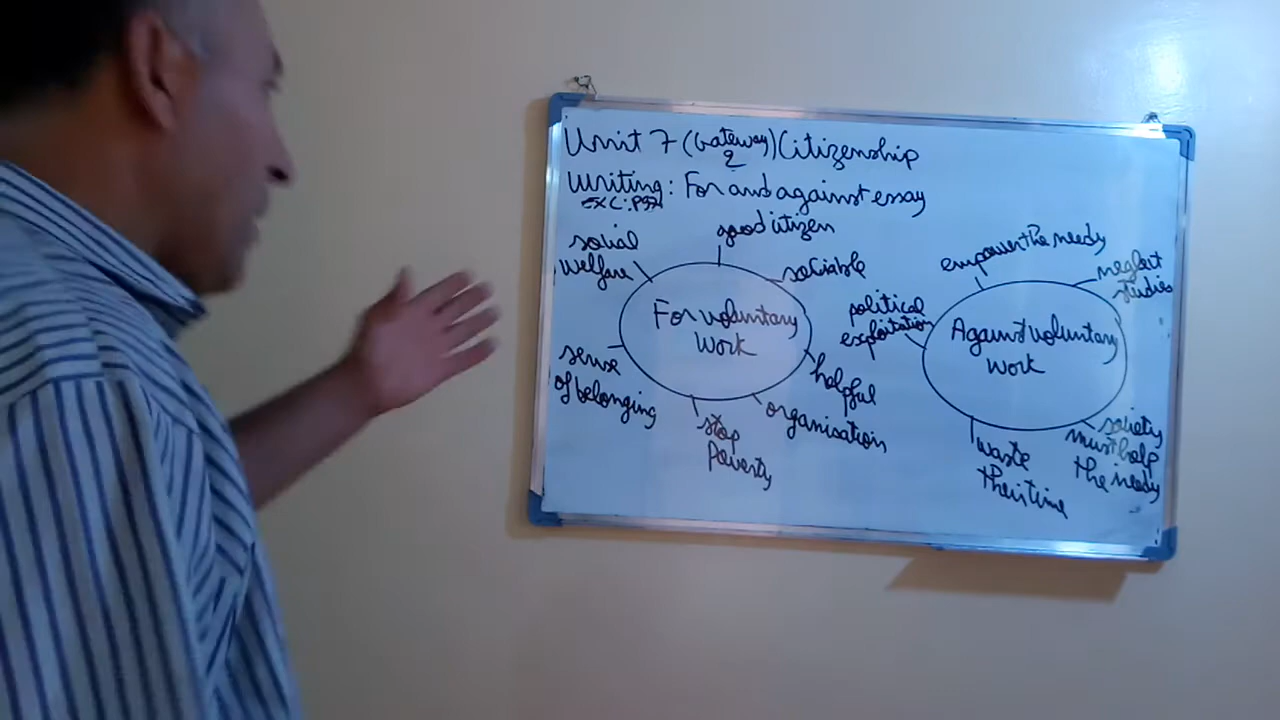 Unit 7 (Gateway 2) Citizenship
Writing: For and against essay
good citizen
social
welfare
sociable
For voluntary
Work
sense
of belonging
helpful
organisation
stop
Poverty
empower the needy
neglect
studies
political
exploitation
Against voluntary
work
society
must help
the needy
waste
their time